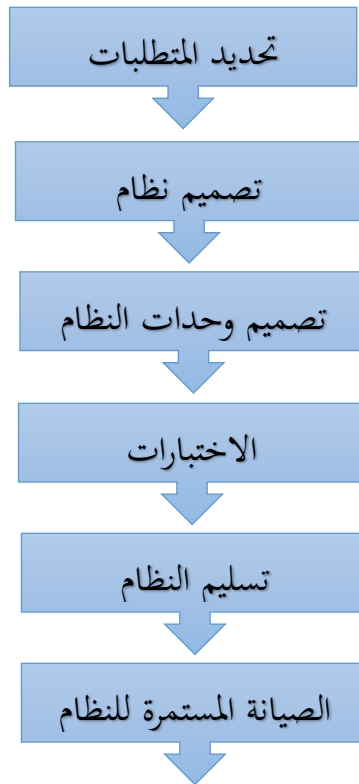 تحديد المتطلبات
تصميم نظام
تصميم وحدات النظام
الاختبارات
تسليم النظام
الصيانة المستمرة للنظام